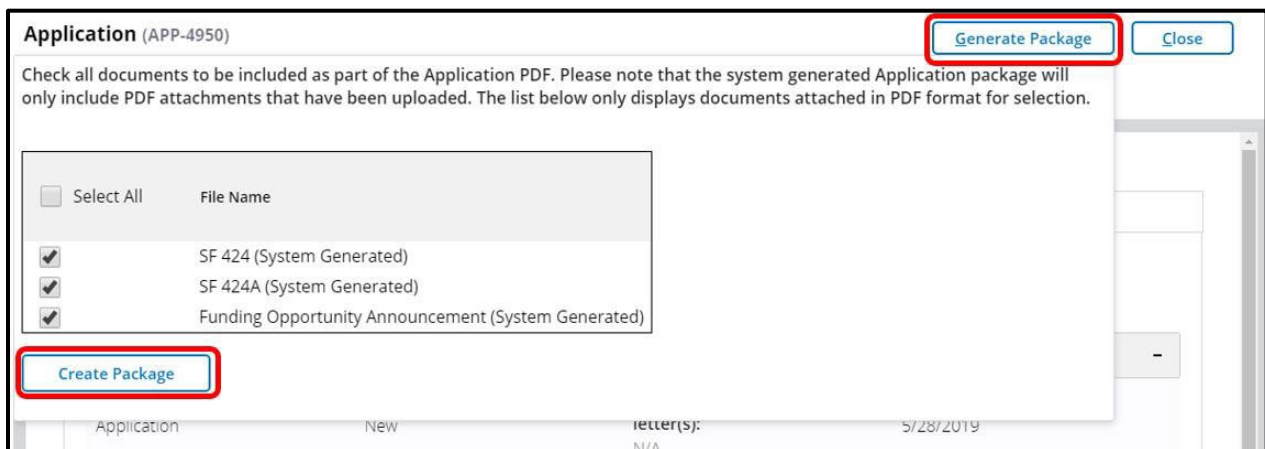 Application (APP-4950)
Generate Package
Close
Check all documents to be included as part of the Application PDF. Please note that the system generated Application package will
only include PDF attachments that have been uploaded. The list below only displays documents attached in PDF format for selection.
Select All File Name
SF 424 (System Generated)
SF 424A (System Generated)
Funding Opportunity Announcement (System Generated)
Create Package
Application New letter(s): 5/28/2019
N/A